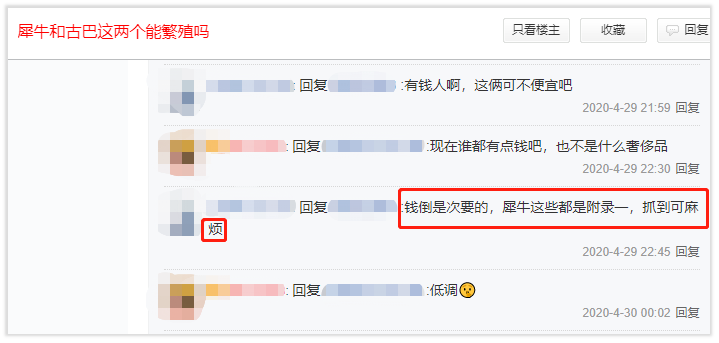 犀牛和古巴这两个能繁殖吗
只看楼主 收藏 回复
回复 :有钱人啊，这俩可不便宜吧
2020-4-29 21:59 回复
: 回复 :现在谁都有点钱吧，也不是什么奢侈品
2020-4-29 22:30 回复
回复 :钱倒是次要的，犀牛这些都是附录一，抓到可麻
烦
2020-4-29 22:45 回复
: 回复 :低调😮
2020-4-30 00:02 回复